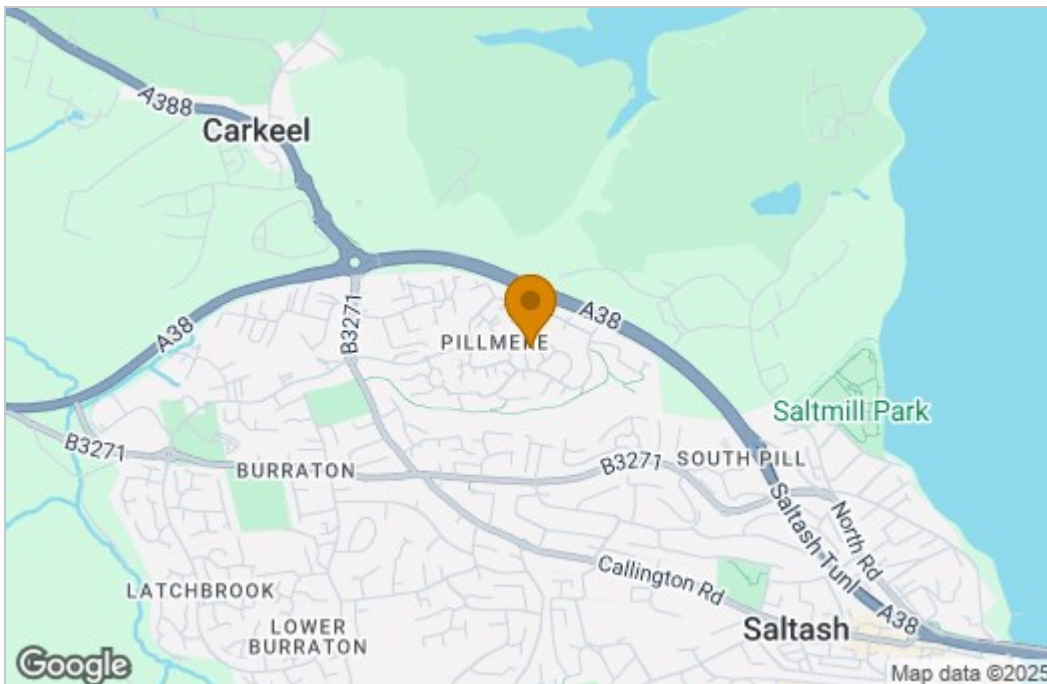 A388
Carkeel
A38
B3271
PILLMERE
A38
Saltmill Park
B3271
BURRATON
B3271
SOUTH PILL
North Rd
Saltash Tunl
LATCHBROOK
Callington Rd
LOWER
BURRATON
Saltash
A38
Google
Map data ©2025